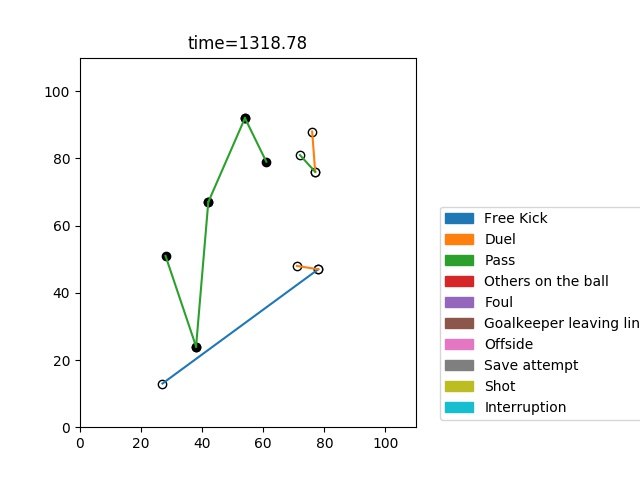 time=1318.78
100
80
60
40
20
0
0 20 40 60 80 100
Free Kick
Duel
Pass
Others on the ball
Foul
Goalkeeper leaving lin
Offside
Save attempt
Shot
Interruption